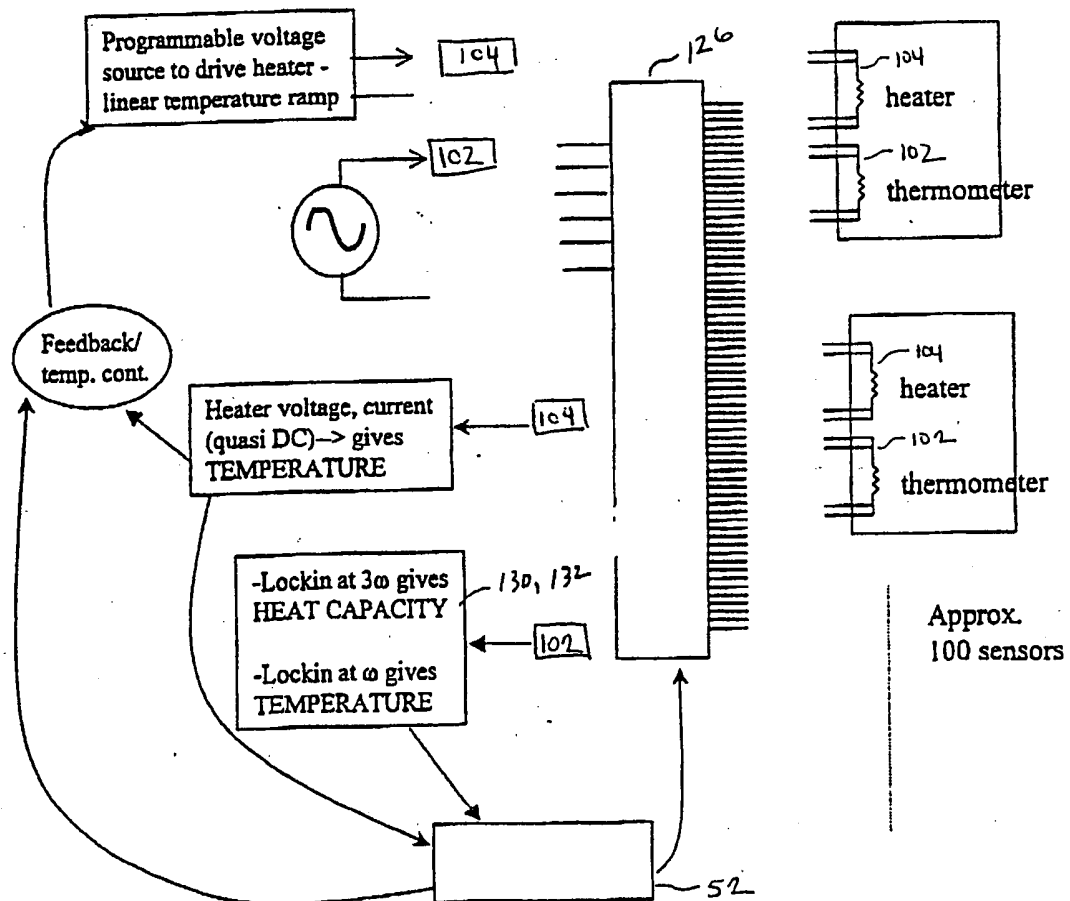 Programmable voltage
source to drive heater -
linear temperature ramp
104
102
126
104
heater
102
thermometer
Feedback/
temp. cont.
Heater voltage, current
(quasi DC)--> gives
TEMPERATURE
104
104
heater
102
thermometer
-Lockin at 3ω gives
HEAT CAPACITY
130, 132
102
-Lockin at ω gives
TEMPERATURE
Approx.
100 sensors
52